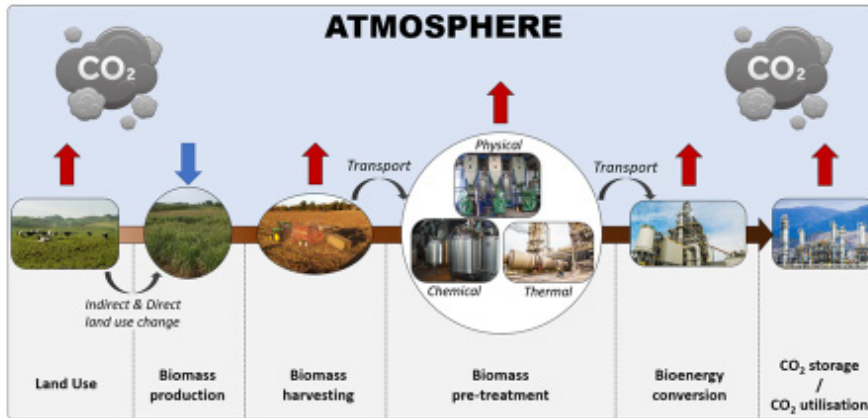 ATMOSPHERE
CO2
CO2
Physical
Transport
Transport
Chemical
Thermal
Indirect & Direct
land use change
Land Use
Biomass
production
Biomass
harvesting
Biomass
pre-treatment
Bioenergy
conversion
CO2 storage
/
CO2 utilisation